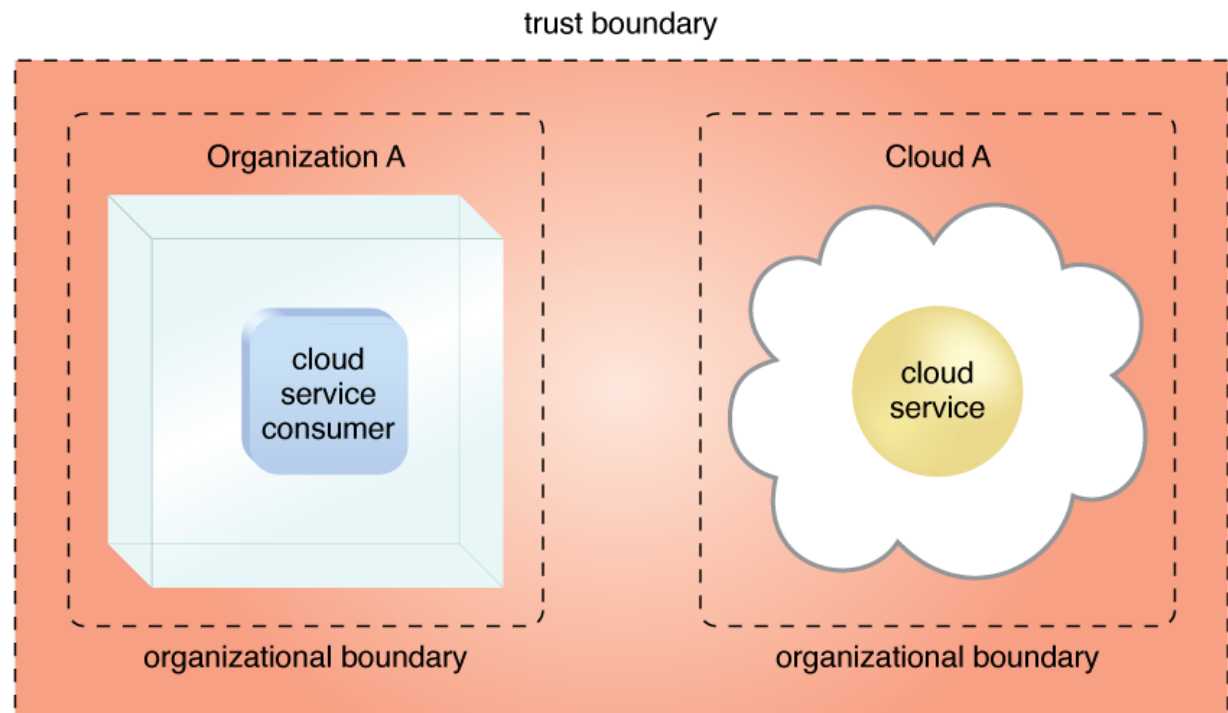 trust boundary
Organization A
Cloud A
cloud
service
consumer
cloud
service
organizational boundary
organizational boundary